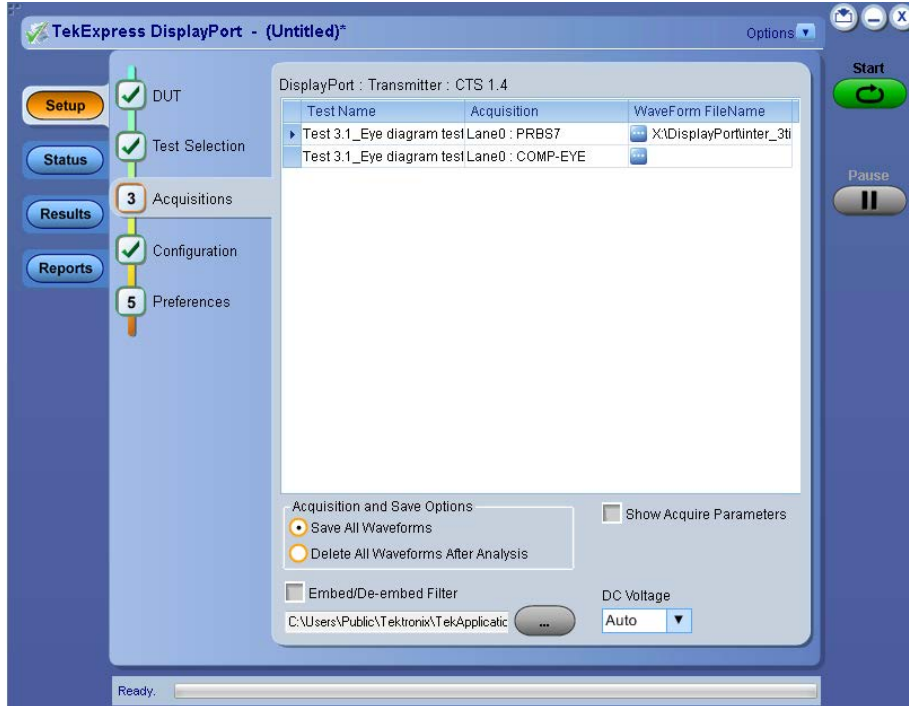 TekExpress DisplayPort - (Untitled)*
Options
Start
Pause
Setup
Status
Results
Reports
DUT
Test Selection
3 Acquisitions
Configuration
5 Preferences
DisplayPort : Transmitter : CTS 1.4
Test Name Acquisition WaveForm FileName
Test 3.1_Eye diagram test Lane0 : PRBS7 ... X:\DisplayPort\inter_3ti
Test 3.1_Eye diagram test Lane0 : COMP-EYE ...
Acquisition and Save Options
Save All Waveforms
Delete All Waveforms After Analysis
Show Acquire Parameters
Embed/De-embed Filter
C:\Users\Public\Tektronix\TekApplicatic ...
DC Voltage
Auto
Ready.